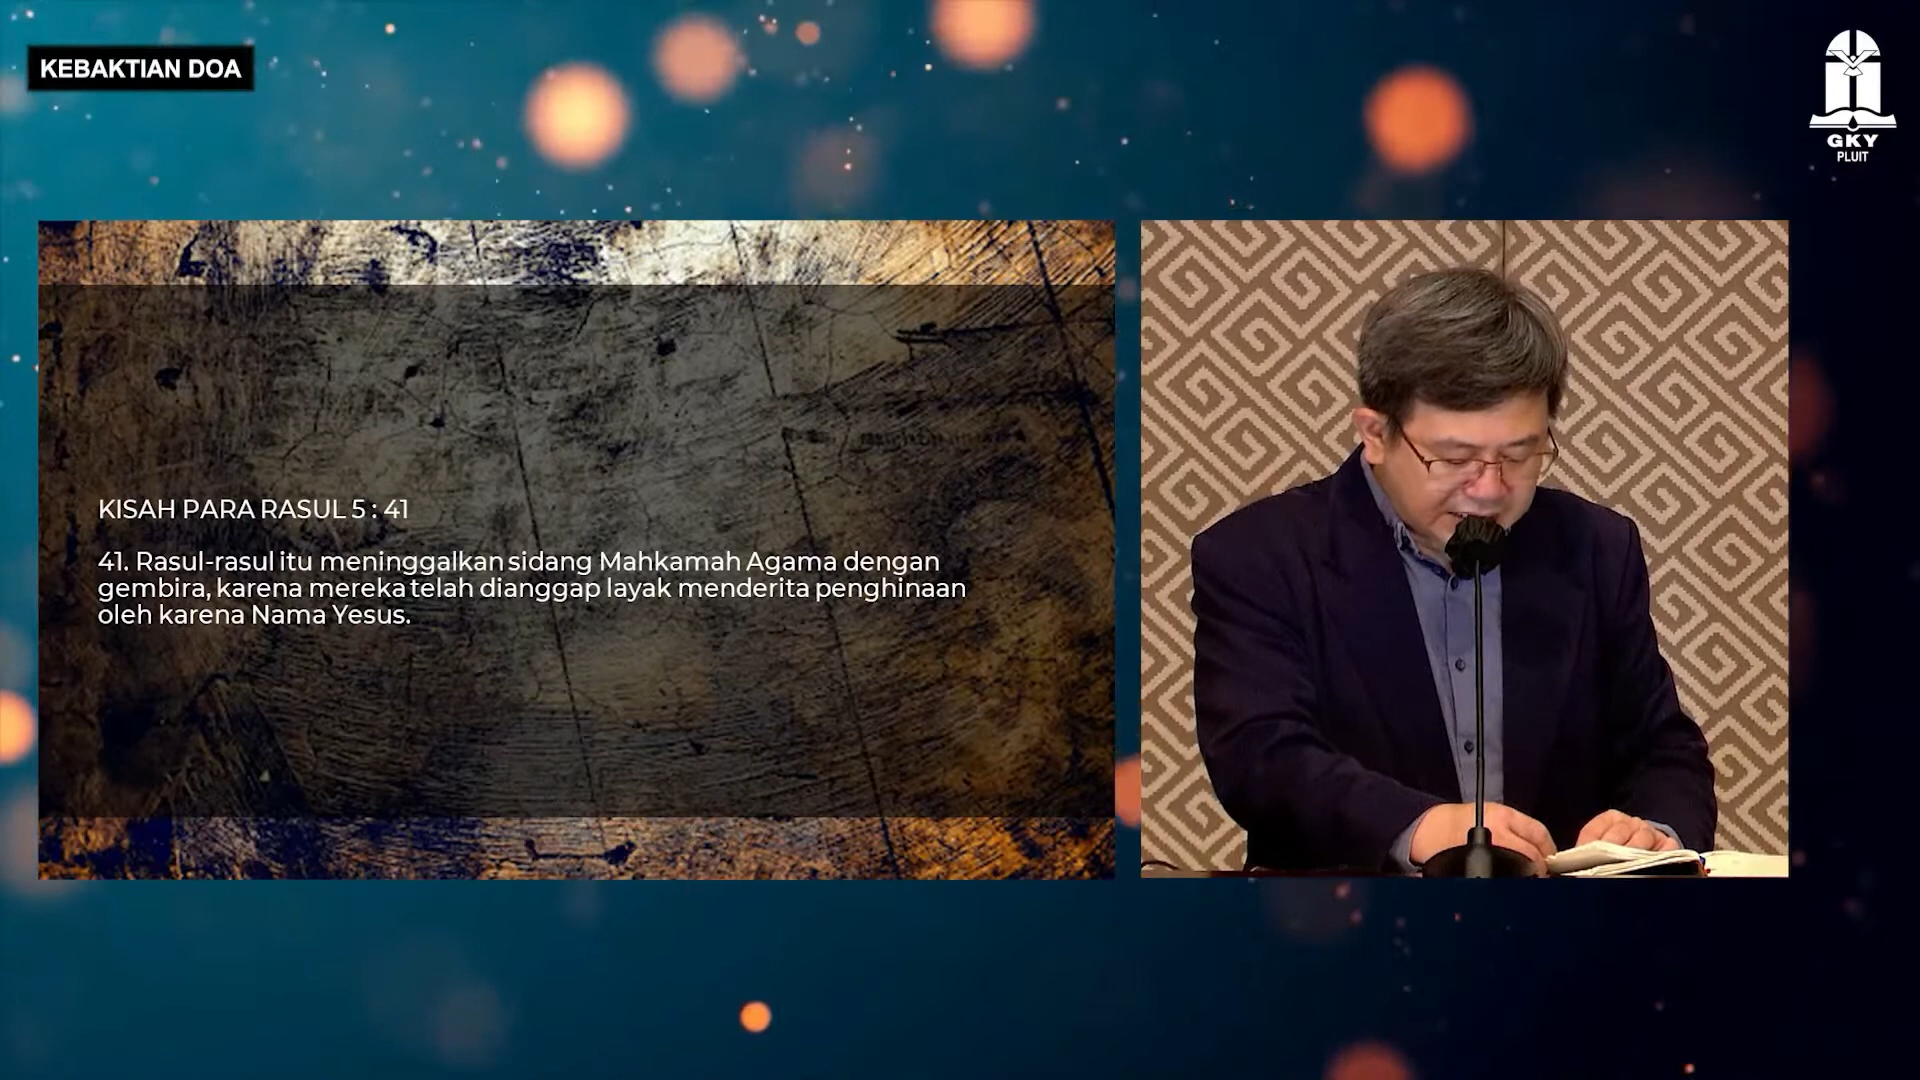 KEBAKTIAN DOA
GKY
PLUIT
KISAH PARA RASUL 5 : 41
41. Rasul-rasul itu meninggalkan sidang Mahkamah Agama dengan
gembira, karena mereka telah dianggap layak menderita penghinaan
oleh karena Nama Yesus.